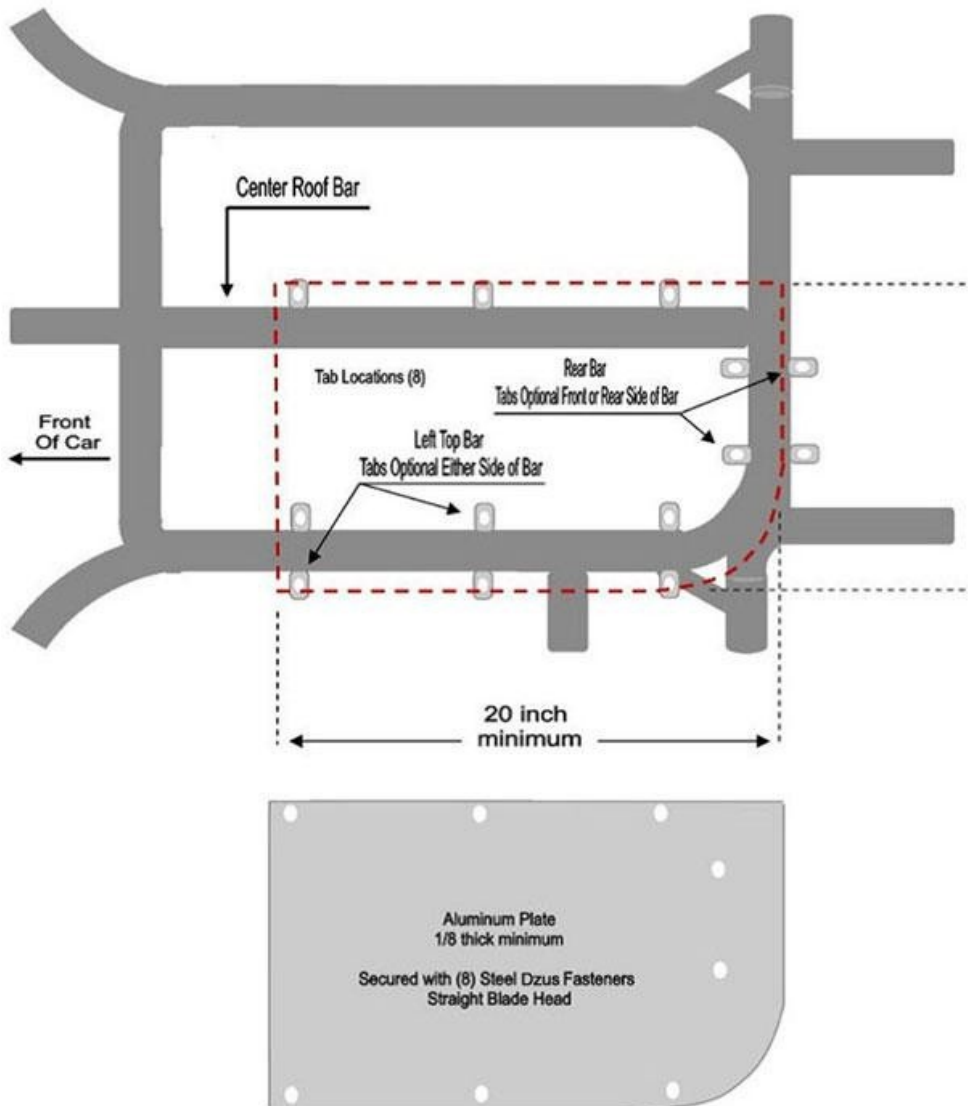 Center Roof Bar
Tab Locations (8)
Rear Bar
Tabs Optional Front or Rear Side of Bar
Front
Of Car
Left Top Bar
Tabs Optional Either Side of Bar
20 inch
minimum
Aluminum Plate
1/8 thick minimum
Secured with (8) Steel Dzus Fasteners
Straight Blade Head